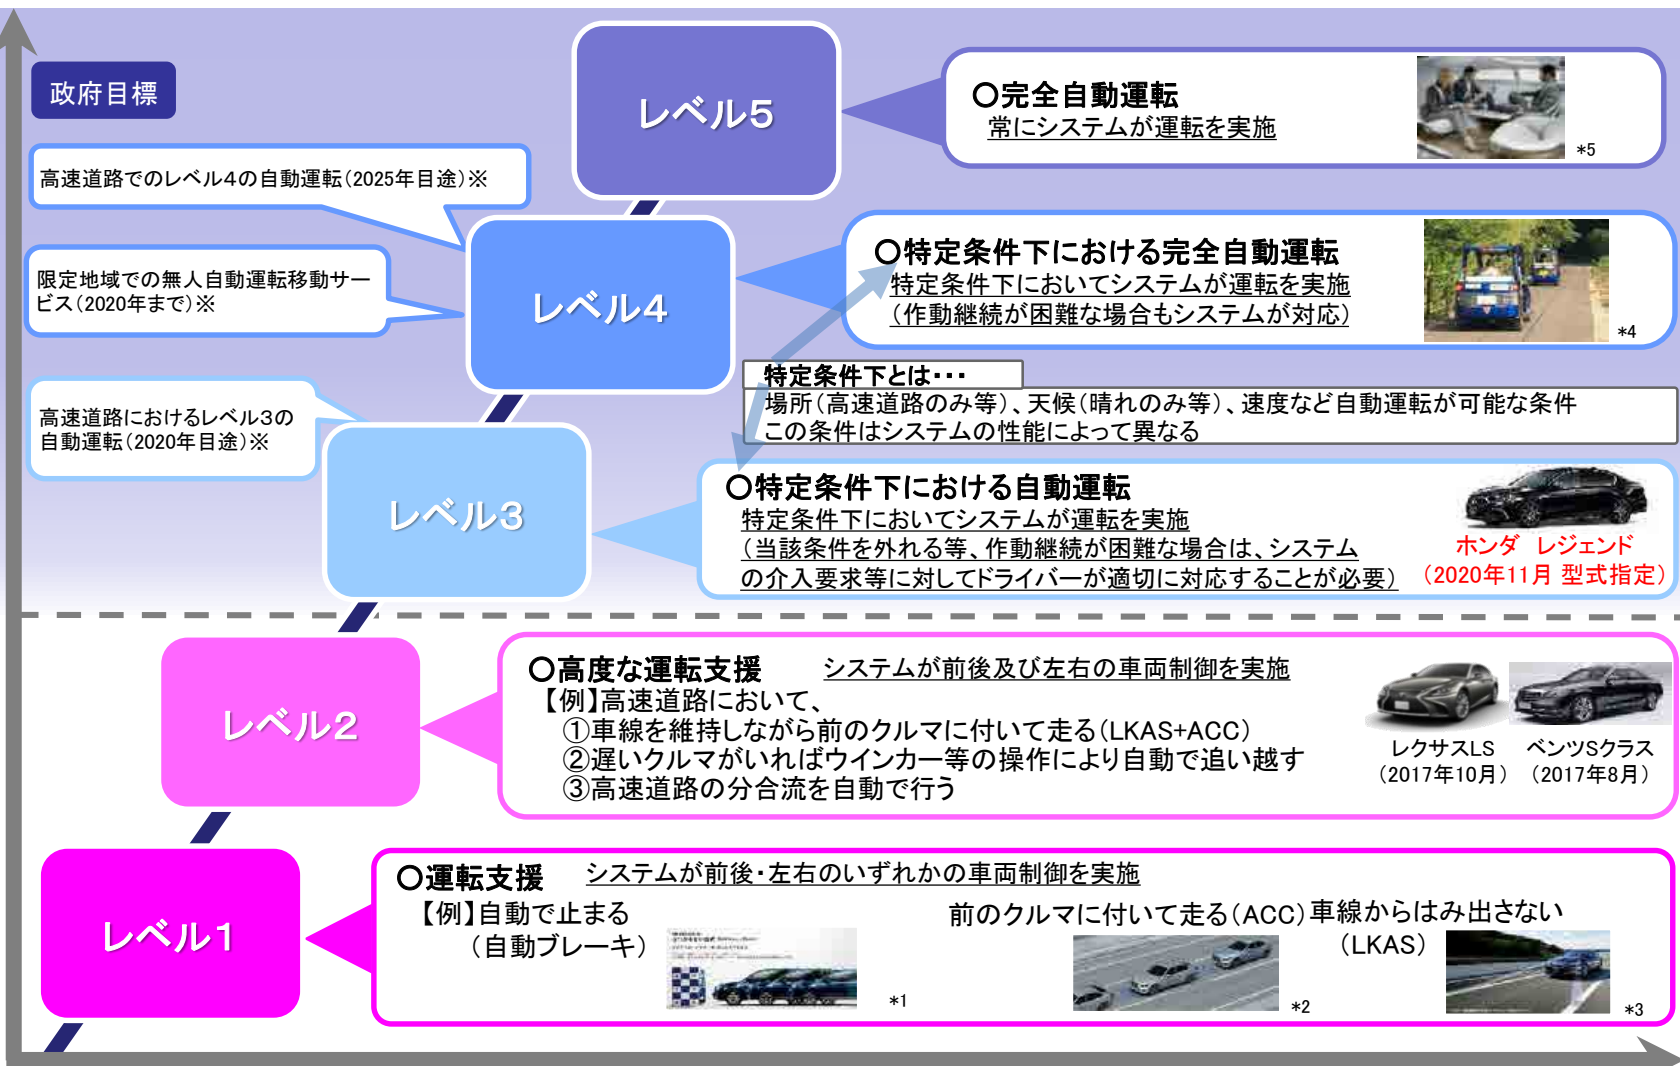 政府目標
レベル5
○完全自動運転
常にシステムが運転を実施
*5
高速道路でのレベル4の自動運転(2025年目途)※
限定地域での無人自動運転移動サー
ビス(2020年まで)※
レベル4
○特定条件下における完全自動運転
特定条件下においてシステムが運転を実施
(作動継続が困難な場合もシステムが対応)
*4
特定条件下とは・・・
場所(高速道路のみ等)、天候(晴れのみ等)、速度など自動運転が可能な条件
この条件はシステムの性能によって異なる
高速道路におけるレベル3の
自動運転(2020年目途)※
レベル3
○特定条件下における自動運転
特定条件下においてシステムが運転を実施
(当該条件を外れる等、作動継続が困難な場合は、システム
の介入要求等に対してドライバーが適切に対応することが必要)
ホンダ レジェンド
(2020年11月 型式指定)
レベル2
○高度な運転支援 システムが前後及び左右の車両制御を実施
【例】高速道路において、
①車線を維持しながら前のクルマに付いて走る(LKAS+ACC)
②遅いクルマがいればウインカー等の操作により自動で追い越す
③高速道路の分合流を自動で行う
レクサスLS
(2017年10月)
ベンツSクラス
(2017年8月)
レベル1
○運転支援 システムが前後・左右のいずれかの車両制御を実施
【例】自動で止まる
(自動ブレーキ)
*1
前のクルマに付いて走る(ACC)
*2
車線からはみ出さない
(LKAS)
*3